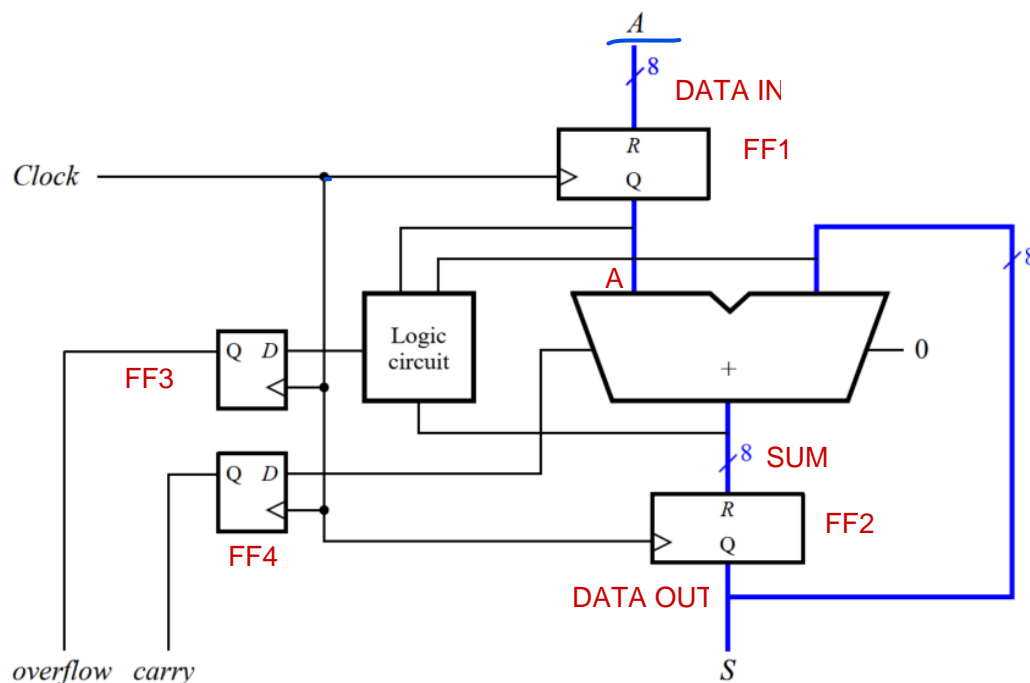 A
8
DATA IN
R
FF1
Clock
Q
8
A
Logic
circuit
Q D
0
FF3
+
8 SUM
Q D
R
FF2
Q
FF4
DATA OUT
overflow carry
S